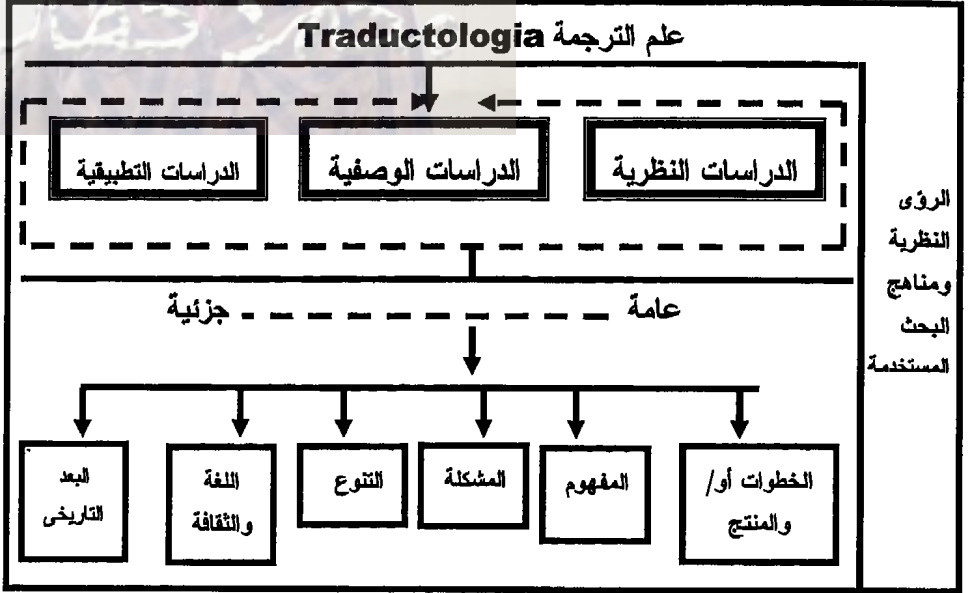 علم الترجمة Traductologia
الدراسات النظرية
الدراسات الوصفية
الدراسات التطبيقية
الرؤى
النظرية
ومناهج
البحث
المستخدمة
عامة
جزئية
الخطوات أو/
والمنتج
المفهوم
المشكلة
التنوع
اللغة
والثقافة
البعد
التاريخى